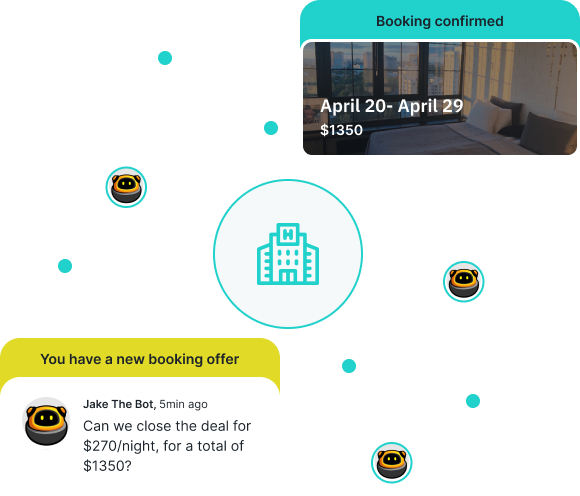 Booking confirmed
April 20- April 29
$1350
H
You have a new booking offer
Jake The Bot, 5min ago
Can we close the deal for
$270/night, for a total of
$1350?